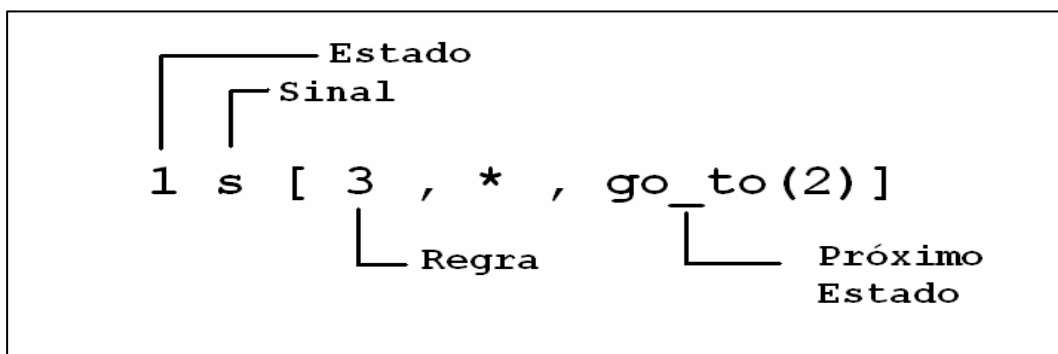 Estado
Sinal
1 s [ 3 , * , go_to(2)]
Regra
Próximo
Estado